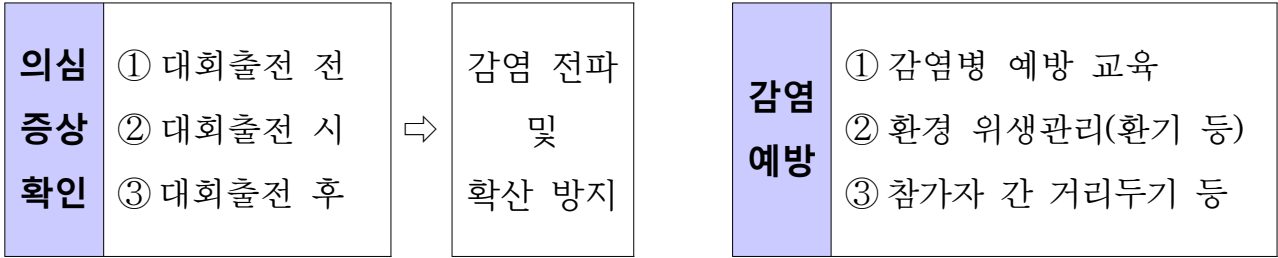 의심
증상
확인
① 대회출전 전
② 대회출전 시
③ 대회출전 후
⇨
감염 전파
및
확산 방지
감염
예방
① 감염병 예방 교육
② 환경 위생관리(환기 등)
③ 참가자 간 거리두기 등